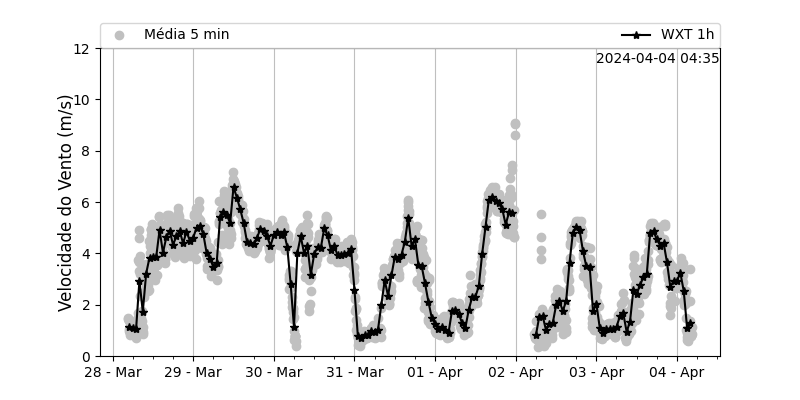 Média 5 min
WXT 1h
2024-04-04 04:35
Velocidade do Vento (m/s)
12
10
8
6
4
2
0
28 - Mar
29 - Mar
30 - Mar
31 - Mar
01 - Apr
02 - Apr
03 - Apr
04 - Apr